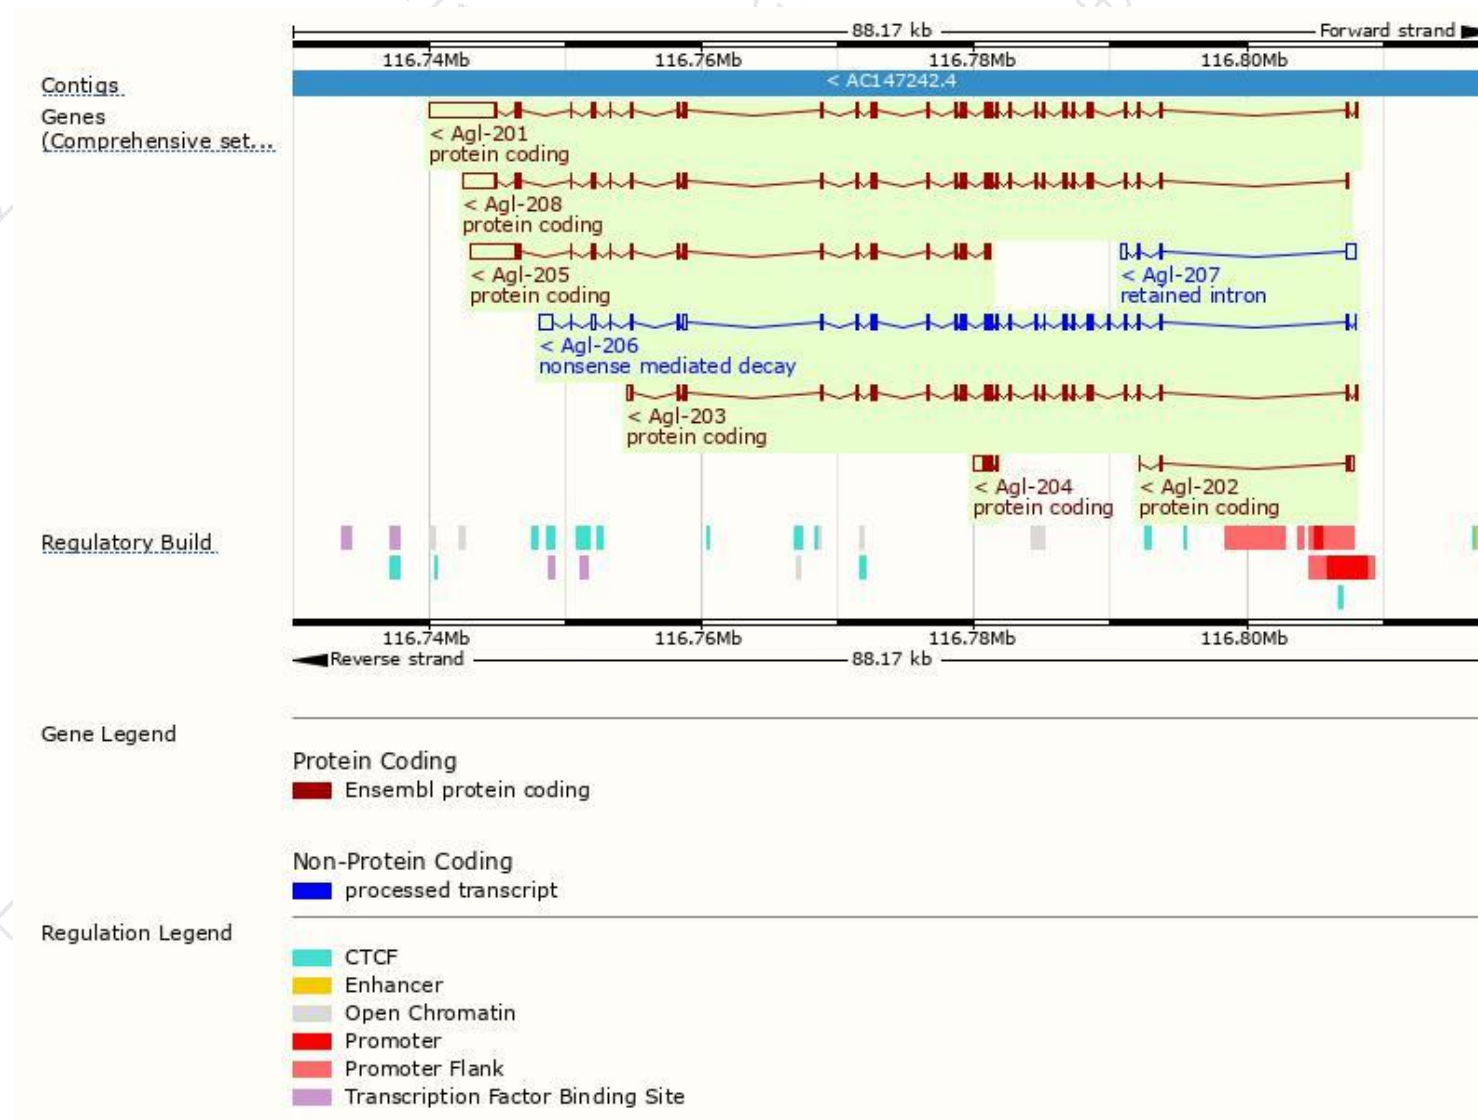 88.17 kb Forward strand
116.74Mb 116.76Mb 116.78Mb 116.80Mb
Contigs < AC147242.4
Genes
(Comprehensive set...
< Agl-201
protein coding
< Agl-208
protein coding
< Agl-205 < Agl-207
protein coding retained intron
< Agl-206
nonsense mediated decay
< Agl-203
protein coding
< Agl-204 < Agl-202
protein coding protein coding
Regulatory Build
116.74Mb 116.76Mb 116.78Mb 116.80Mb
Reverse strand 88.17 kb
Gene Legend
Protein Coding
Ensembl protein coding
Non-Protein Coding
processed transcript
Regulation Legend
CTCF
Enhancer
Open Chromatin
Promoter
Promoter Flank
Transcription Factor Binding Site